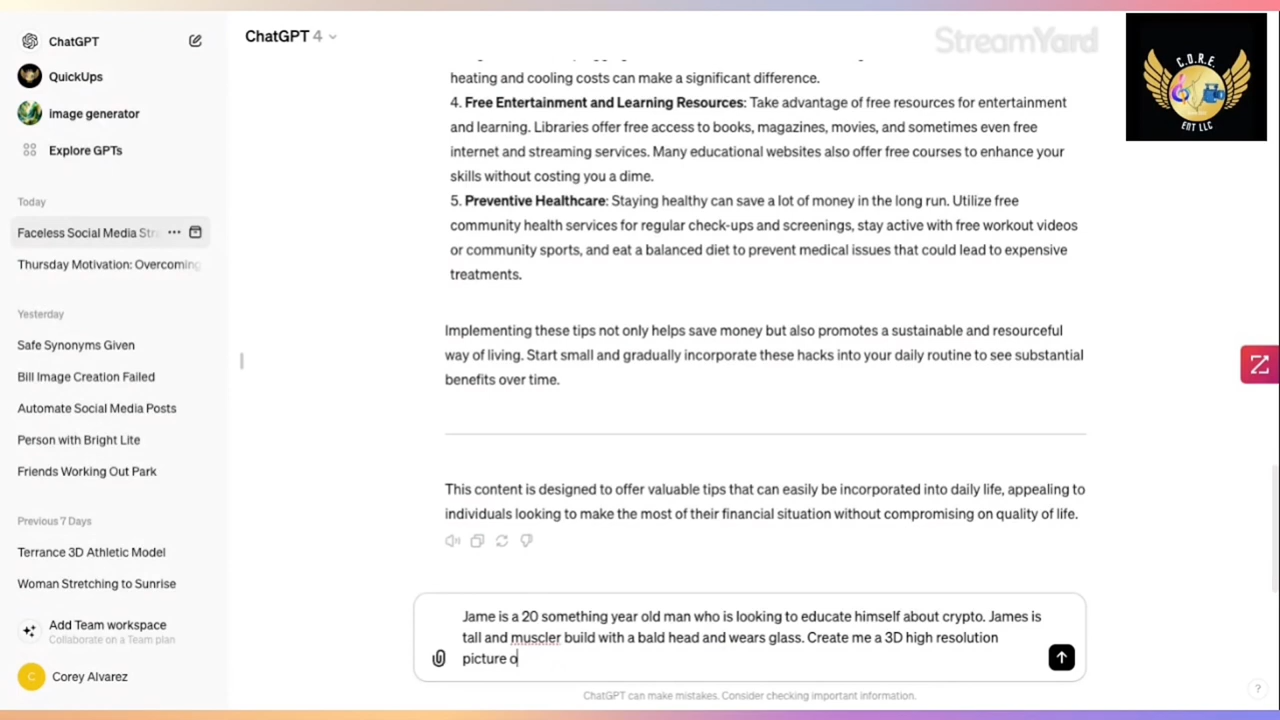 ChatGPT
QuickUps
image generator
Explore GPTs
Today
Faceless Social Media Str
Thursday Motivation: Overcoming
Yesterday
Safe Synonyms Given
Bill Image Creation Failed
Automate Social Media Posts
Person with Bright Lite
Friends Working Out Park
Previous 7 Days
Terrance 3D Athletic Model
Woman Stretching to Sunrise
Add Team workspace
Collaborate on a Team plan
C
Corey Alvarez
ChatGPT 4
StreamYard
C.O.R.E.
ENT LLC
heating and cooling costs can make a significant difference.
4. Free Entertainment and Learning Resources: Take advantage of free resources for entertainment
and learning. Libraries offer free access to books, magazines, movies, and sometimes even free
internet and streaming services. Many educational websites also offer free courses to enhance your
skills without costing you a dime.
5. Preventive Healthcare: Staying healthy can save a lot of money in the long run. Utilize free
community health services for regular check-ups and screenings, stay active with free workout videos
or community sports, and eat a balanced diet to prevent medical issues that could lead to expensive
treatments.
Implementing these tips not only helps save money but also promotes a sustainable and resourceful
way of living. Start small and gradually incorporate these hacks into your daily routine to see substantial
benefits over time.
This content is designed to offer valuable tips that can easily be incorporated into daily life, appealing to
individuals looking to make the most of their financial situation without compromising on quality of life.
Jame is a 20 something year old man who is looking to educate himself about crypto. James is
tall and muscler build with a bald head and wears glass. Create me a 3D high resolution
picture o
ChatGPT can make mistakes. Consider checking important information.
?